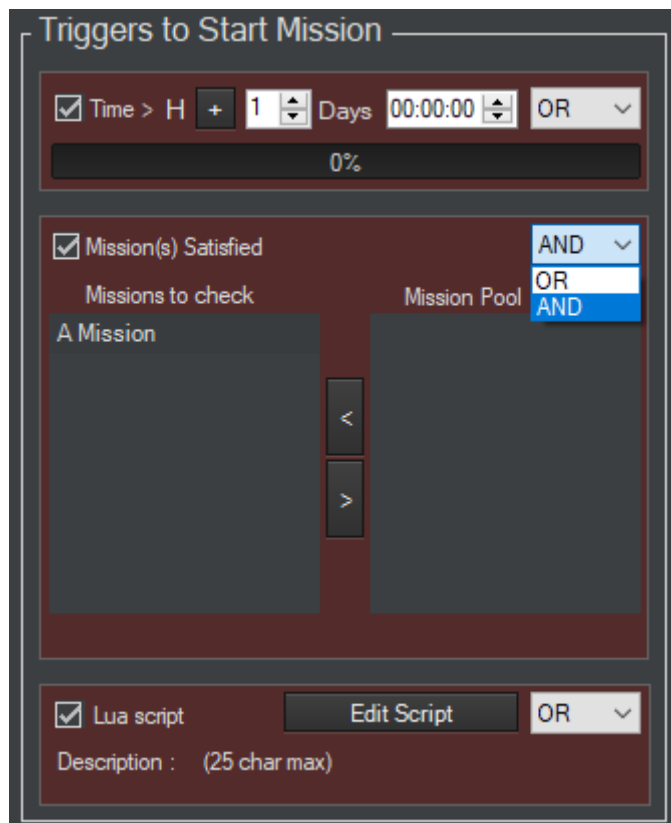 Triggers to Start Mission
Time > H + 1 Days 00:00:00 OR
0%
Mission(s) Satisfied AND
OR
AND
Missions to check Mission Pool
A Mission
<
>
Lua script Edit Script OR
Description : (25 char max)